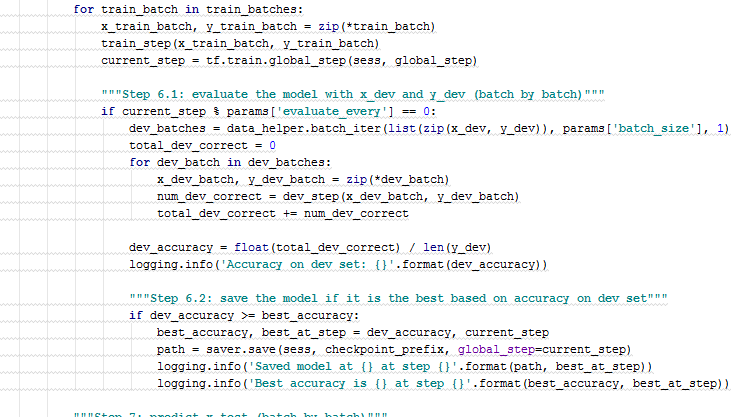 for train_batch in train_batches:
x_train_batch, y_train_batch = zip(*train_batch)
train_step(x_train_batch, y_train_batch)
current_step = tf.train.global_step(sess, global_step)
"""Step 6.1: evaluate the model with x_dev and y_dev (batch by batch)"""
if current_step % params['evaluate_every'] == 0:
dev_batches = data_helper.batch_iter(list(zip(x_dev, y_dev)), params['batch_size'], 1)
total_dev_correct = 0
for dev_batch in dev_batches:
x_dev_batch, y_dev_batch = zip(*dev_batch)
num_dev_correct = dev_step(x_dev_batch, y_dev_batch)
total_dev_correct += num_dev_correct
dev_accuracy = float(total_dev_correct) / len(y_dev)
logging.info('Accuracy on dev set: {}'.format(dev_accuracy))
"""Step 6.2: save the model if it is the best based on accuracy on dev set"""
if dev_accuracy >= best_accuracy:
best_accuracy, best_at_step = dev_accuracy, current_step
path = saver.save(sess, checkpoint_prefix, global_step=current_step)
logging.info('Saved model at {} at step {}'.format(path, best_at_step))
logging.info('Best accuracy is {} at step {}'.format(best_accuracy, best_at_step))
"""Step 7: predict x_test (batch by batch)"""